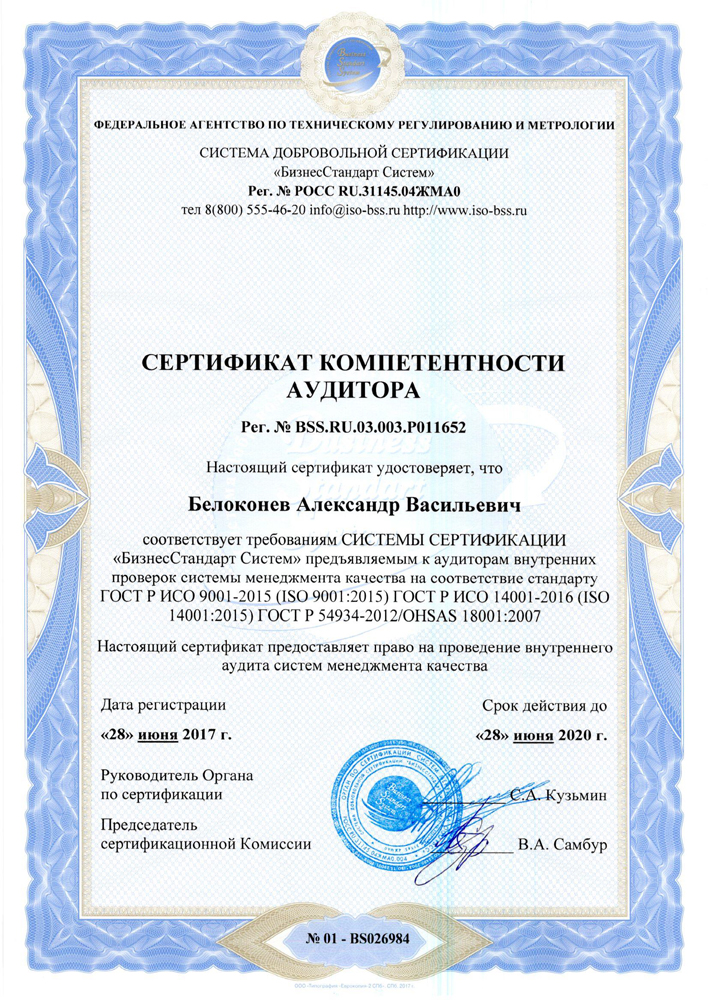 Business
Standart
ФЕДЕРАЛЬНОЕ АГЕНТСТВО ПО ТЕХНИЧЕСКОМУ РЕГУЛИРОВАНИЮ И МЕТРОЛОГИИ
СИСТЕМА ДОБРОВОЛЬНОЙ СЕРТИФИКАЦИИ
«БизнесСтандарт Систем»
Рег. № РОСС RU.31145.04ЖМА0
тел 8(800) 555-46-20 info@iso-bss.ru http://www.iso-bss.ru
СЕРТИФИКАТ КОМПЕТЕНТНОСТИ
АУДИТОРА
Рег. № BSS.RU.03.003.P011652
Настоящий сертификат удостоверяет, что
Белоконев Александр Васильевич
соответствует требованиям СИСТЕМЫ СЕРТИФИКАЦИИ
«БизнесСтандарт Систем» предъявляемым к аудиторам внутренних
проверок системы менеджмента качества на соответствие стандарту
ГОСТ Р ИСО 9001-2015 (ISO 9001:2015) ГОСТ Р ИСО 14001-2016 (ISO
14001:2015) ГОСТ Р 54934-2012/OHSAS 18001:2007
Настоящий сертификат предоставляет право на проведение внутреннего
аудита систем менеджмента качества
Дата регистрации
Срок действия до
«28» июня 2017 г.
«28» июня 2020 г.
Руководитель Органа
по сертификации
С.А. Кузьмин
Председатель
сертификационной Комиссии
В.А. Самбур
№ 01 - BS026984